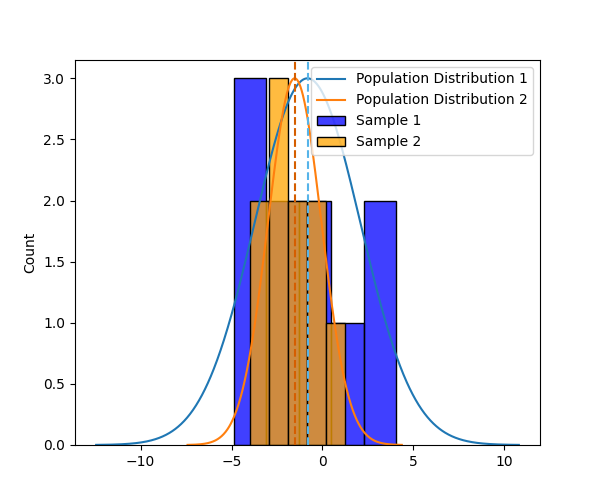 Population Distribution 1
Population Distribution 2
Sample 1
Sample 2
3.0
2.5
2.0
1.5
1.0
0.5
0.0
Count
−10
−5
0
5
10